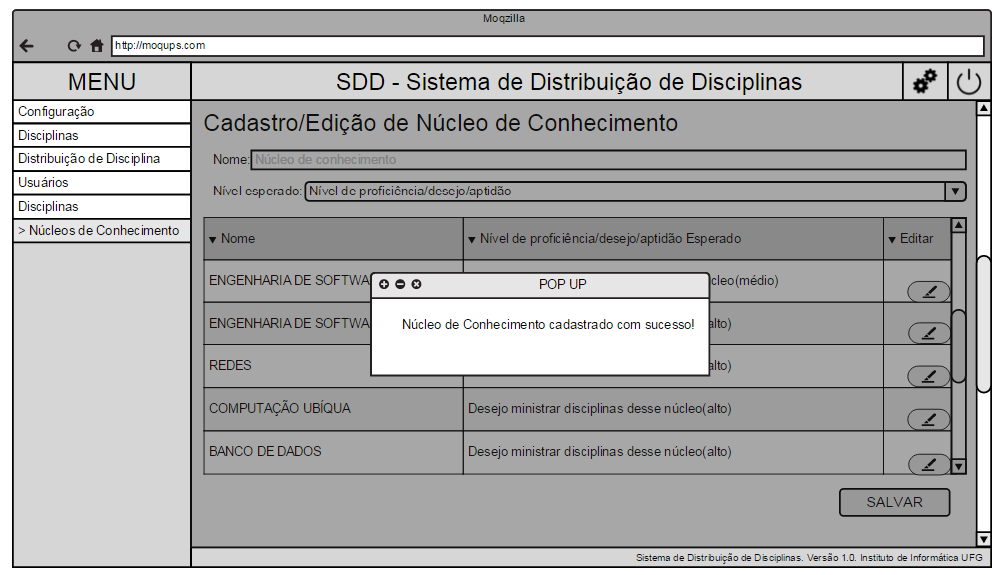 Moqzilla
http://moqups.com
MENU
SDD - Sistema de Distribuição de Disciplinas
Configuração
Disciplinas
Distribuição de Disciplina
Usuários
Disciplinas
> Núcleos de Conhecimento
Cadastro/Edição de Núcleo de Conhecimento
Nome: Núcleo de conhecimento
Nível esperado: Nível de proficiência/desejo/aptidão
Nome Nível de proficiência/desejo/aptidão Esperado Editar
ENGENHARIA DE SOFTWA cleo(médio)
POP UP
Núcleo de Conhecimento cadastrado com sucesso!
ENGENHARIA DE SOFTWA alto)
REDES alto)
COMPUTAÇÃO UBÍQUA Desejo ministrar disciplinas desse núcleo(alto)
BANCO DE DADOS Desejo ministrar disciplinas desse núcleo(alto)
SALVAR
Sistema de Distribuição de Disciplinas. Versão 1.0. Instituto de Informática UFG